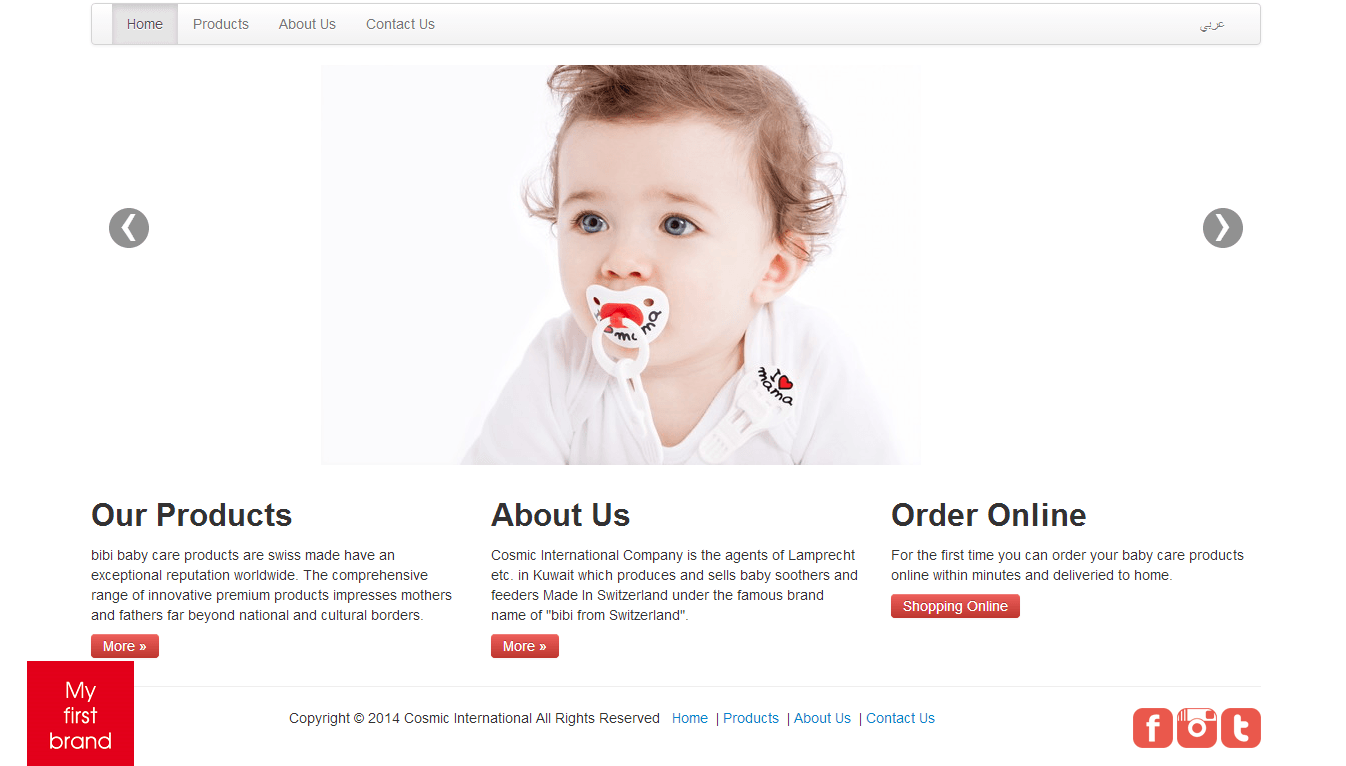 Home Products About Us Contact Us عربي
❮ ❯
I mama
I mama
Our Products
bibi baby care products are swiss made have an
exceptional reputation worldwide. The comprehensive
range of innovative premium products impresses mothers
and fathers far beyond national and cultural borders.
More »
About Us
Cosmic International Company is the agents of Lamprecht
etc. in Kuwait which produces and sells baby soothers and
feeders Made In Switzerland under the famous brand
name of "bibi from Switzerland".
More »
Order Online
For the first time you can order your baby care products
online within minutes and deliveried to home.
Shopping Online
My
first
brand
Copyright © 2014 Cosmic International All Rights Reserved Home | Products | About Us | Contact Us
f t